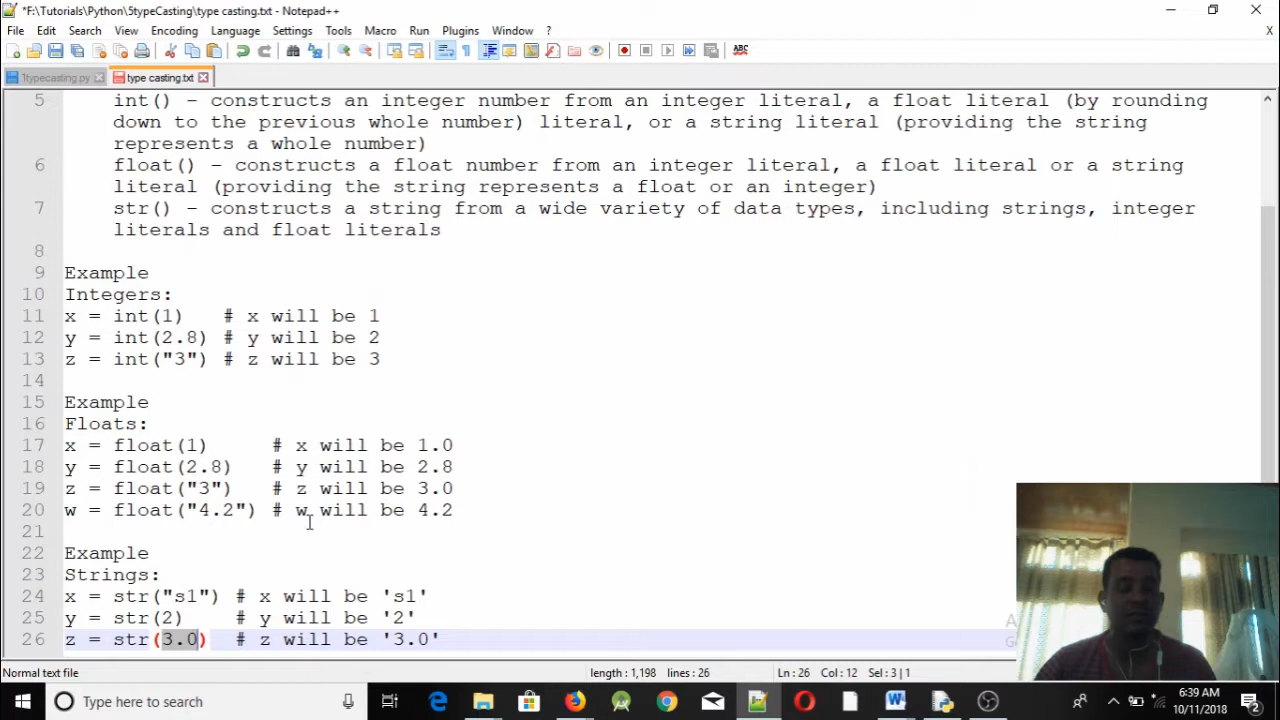 *F:\Tutorials\Python\5typeCasting\type casting.txt - Notepad++
File Edit Search View Encoding Language Settings Tools Macro Run Plugins Window ?
X
ABC
1typecasting.py
type casting.txt
5 int() - constructs an integer number from an integer literal, a float literal (by rounding
down to the previous whole number) literal, or a string literal (providing the string
represents a whole number)
6 float() - constructs a float number from an integer literal, a float literal or a string
literal (providing the string represents a float or an integer)
7 str() - constructs a string from a wide variety of data types, including strings, integer
literals and float literals
8
9 Example
10 Integers:
11 x = int(1) # x will be 1
12 y = int(2.8) # y will be 2
13 z = int("3") # z will be 3
14
15 Example
16 Floats:
17 x = float(1) # x will be 1.0
18 y = float(2.8) # y will be 2.8
19 z = float("3") # z will be 3.0
20 w = float("4.2") # w will be 4.2
21
22 Example
23 Strings:
24 x = str("s1") # x will be 's1'
25 y = str(2) # y will be '2'
26 z = str(3.0) # z will be '3.0'
Normal text file
length : 1,198 lines : 26
Ln : 26 Col : 12 Sel : 3 | 1
Type here to search
6:39 AM
10/11/2018
2